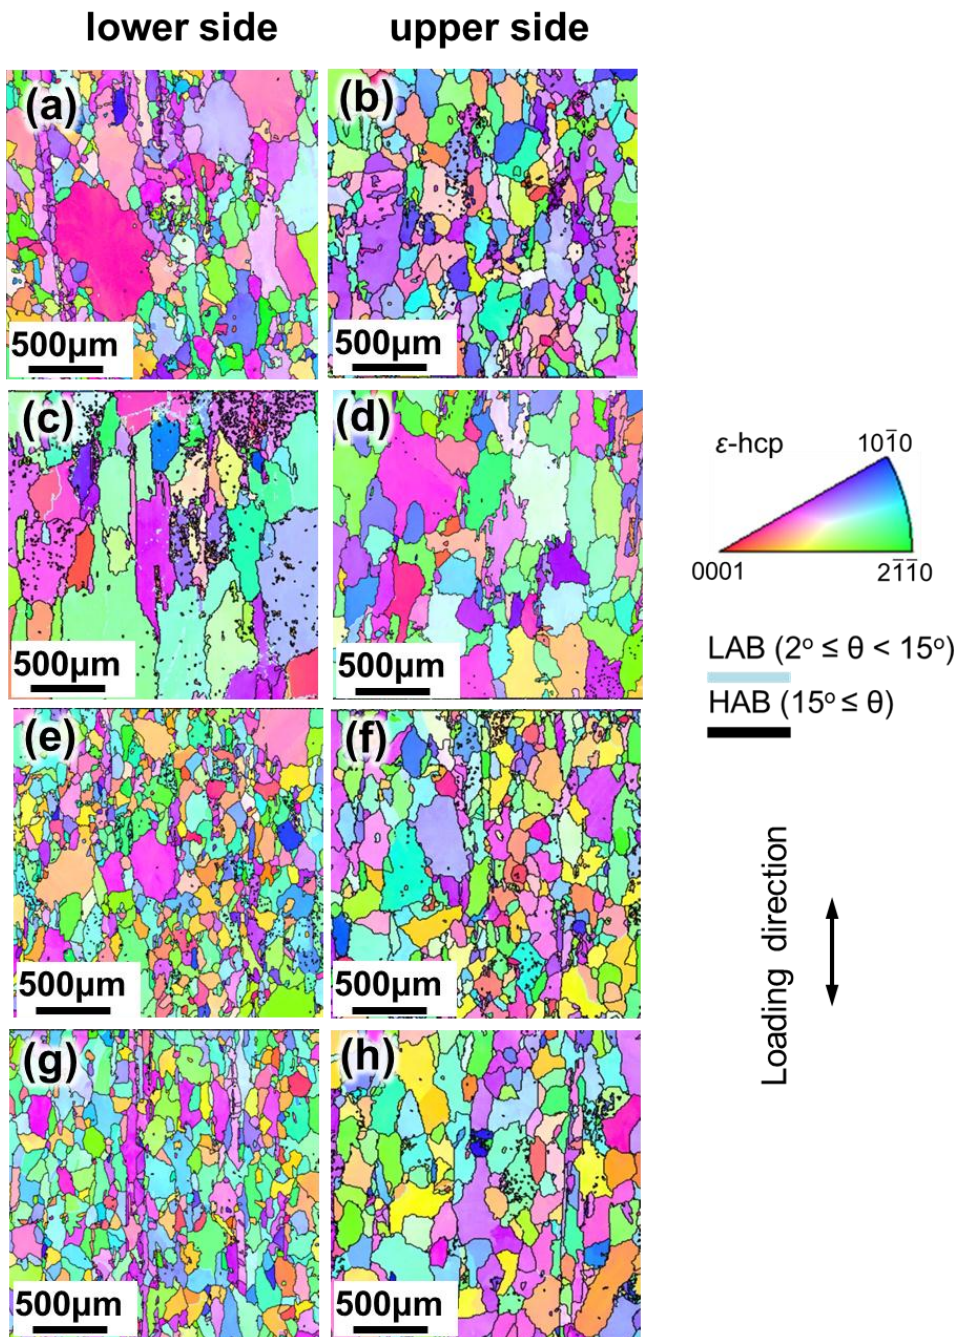 lower side
upper side
(a)
(b)
500μm
500μm
(c)
(d)
500μm
500μm
ε-hcp
101̅0
0001
21̅1̅0
LAB (2° ≤ θ < 15°)
HAB (15° ≤ θ)
(e)
(f)
500μm
500μm
Loading direction
(g)
(h)
500μm
500μm